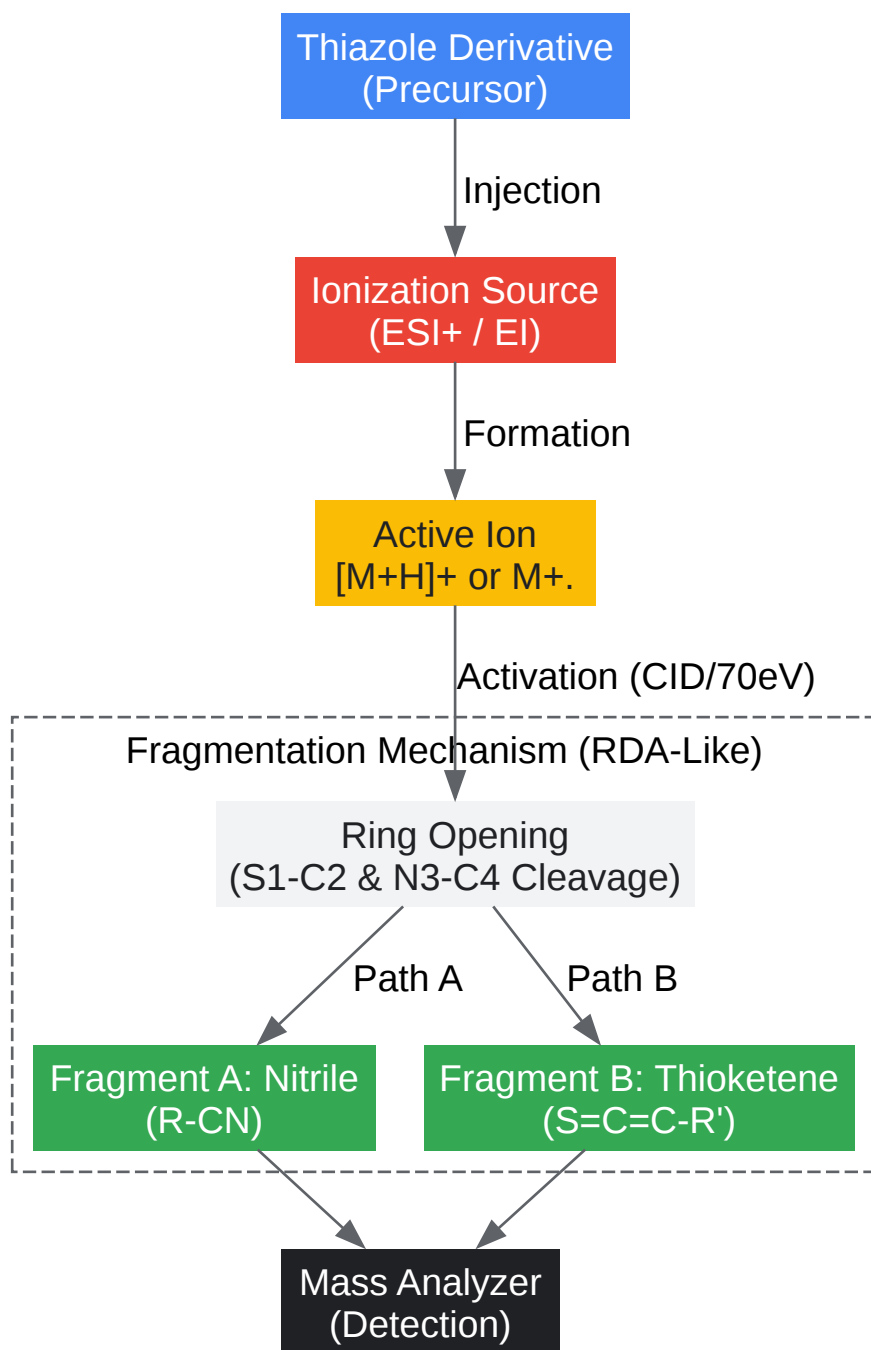 Thiazole Derivative
(Precursor)
Injection
Ionization Source
(ESI+ / EI)
Formation
Active Ion
[M+H]+ or M+.
Activation (CID/70eV)
Fragmentation Mechanism (RDA-Like)
Ring Opening
(S1-C2 & N3-C4 Cleavage)
Path A
Path B
Fragment A: Nitrile
(R-CN)
Fragment B: Thioketene
(S=C=C-R')
Mass Analyzer
(Detection)